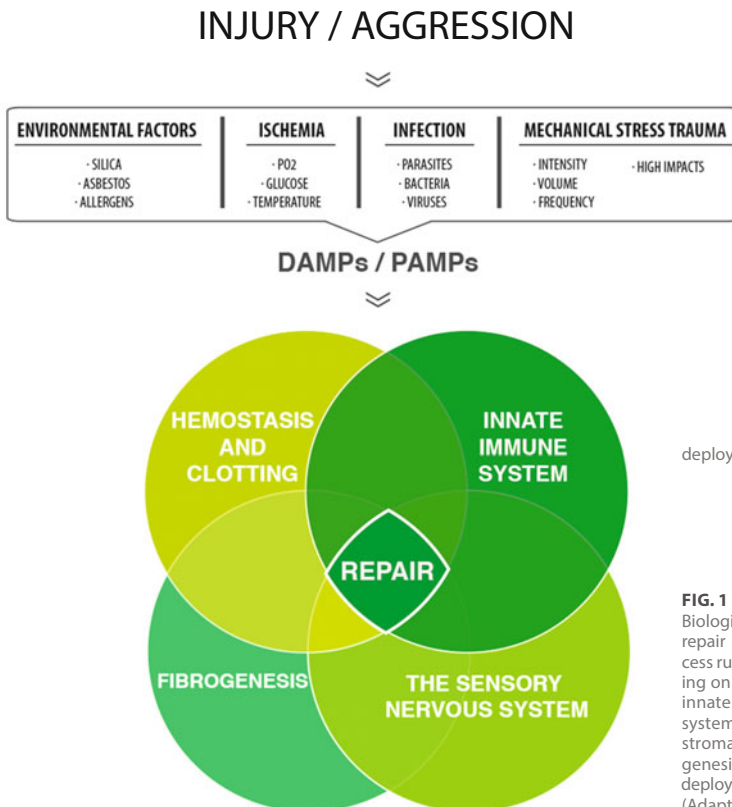 INJURY / AGGRESSION
ENVIRONMENTAL FACTORS
· SILICA
· ASBESTOS
· ALLERGENS
ISCHEMIA
· PO2
· GLUCOSE
· TEMPERATURE
INFECTION
· PARASITES
· BACTERIA
· VIRUSES
MECHANICAL STRESS TRAUMA
· INTENSITY
· VOLUME
· FREQUENCY
· HIGH IMPACTS
DAMPs / PAMPs
HEMOSTASIS
AND
CLOTTING
INNATE
IMMUNE
SYSTEM
REPAIR
FIBROGENESIS
THE SENSORY
NERVOUS SYSTEM
deploy
FIG. 1
Biologi
repair
cess ru
ing on
innate
system
stroma
genesi
deploy
(Adapt